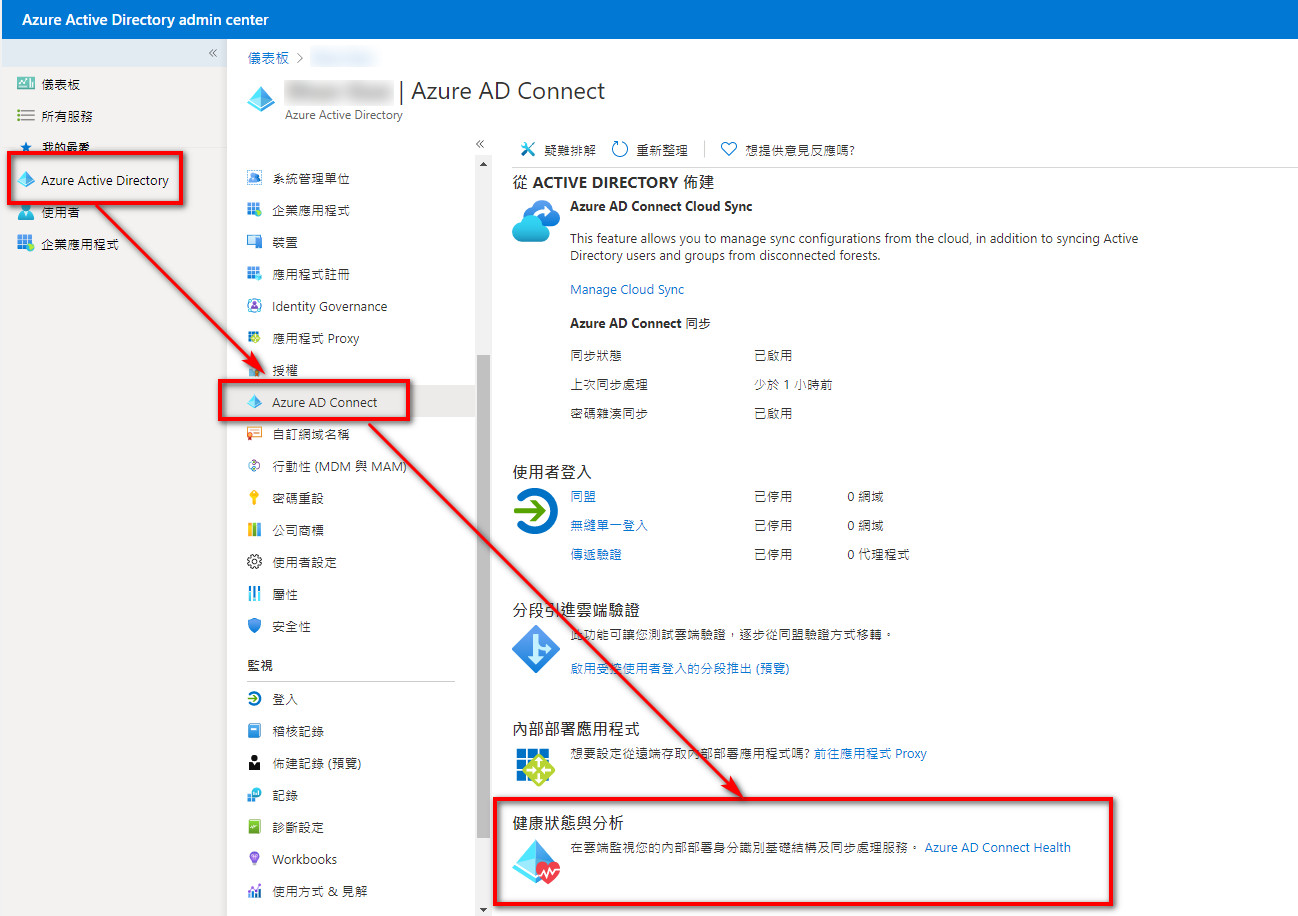 Azure Active Directory admin center
儀表板
所有服務
我的最愛
Azure Active Directory
使用者
企業應用程式
儀表板
| Azure AD Connect
Azure Active Directory
系統管理單位
企業應用程式
裝置
應用程式註冊
Identity Governance
應用程式 Proxy
授權
Azure AD Connect
自訂網域名稱
行動性 (MDM 與 MAM)
密碼重設
公司商標
使用者設定
屬性
安全性
監視
登入
稽核記錄
佈建記錄 (預覽)
記錄
診斷設定
Workbooks
使用方式 & 見解
疑難排解 重新整理 想提供意見反應嗎?
從 ACTIVE DIRECTORY 佈建
Azure AD Connect Cloud Sync
This feature allows you to manage sync configurations from the cloud, in addition to syncing Active
Directory users and groups from disconnected forests.
Manage Cloud Sync
Azure AD Connect 同步
同步狀態 已啟用
上次同步處理 少於 1 小時前
密碼雜湊同步 已啟用
使用者登入
同盟 已停用 0 網域
無縫單一登入 已停用 0 網域
傳遞驗證 已停用 0 代理程式
分段引進雲端驗證
此功能可讓您測試雲端驗證，逐步從同盟驗證方式移轉。
啟用受控使用者登入的分段推出 (預覽)
內部部署應用程式
想要設定從遠端存取內部部署應用程式嗎? 前往應用程式 Proxy
健康狀態與分析
在雲端監視您的內部部署身分識別基礎結構及同步處理服務。 Azure AD Connect Health